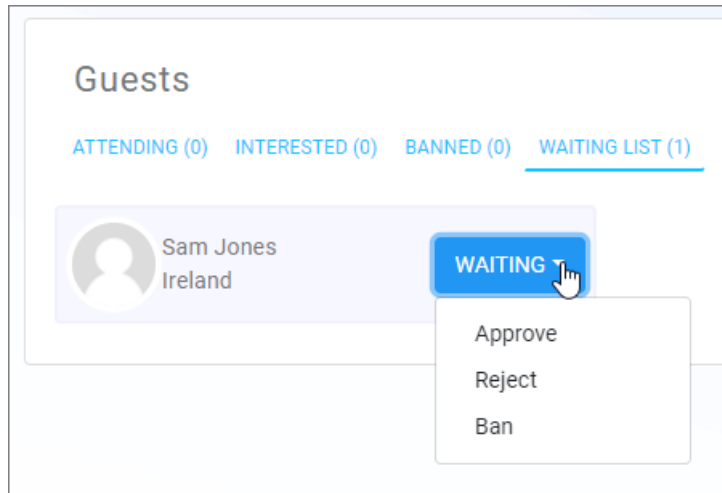 Guests
ATTENDING (0) INTERESTED (0) BANNED (0) WAITING LIST (1)
Sam Jones
Ireland
WAITING
Approve
Reject
Ban